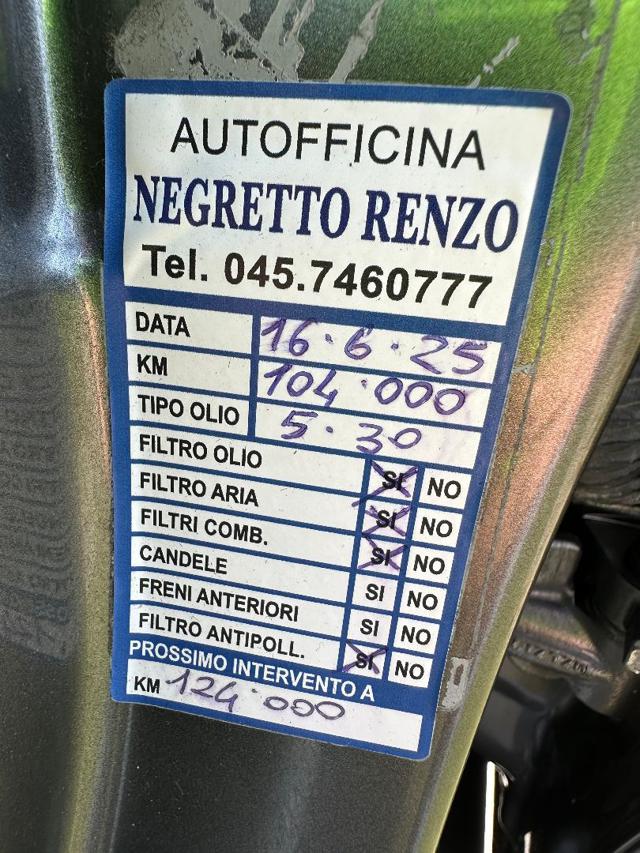 AUTOFFICINA
NEGRETTO RENZO
Tel. 045.7460777
DATA 16.6.25
KM 104.000
TIPO OLIO 5.30
FILTRO OLIO SI NO
FILTRO ARIA SI NO
FILTRI COMB. SI NO
CANDELE SI NO
FRENI ANTERIORI SI NO
FILTRO ANTIPOLL. SI NO
PROSSIMO INTERVENTO A
KM 124.000